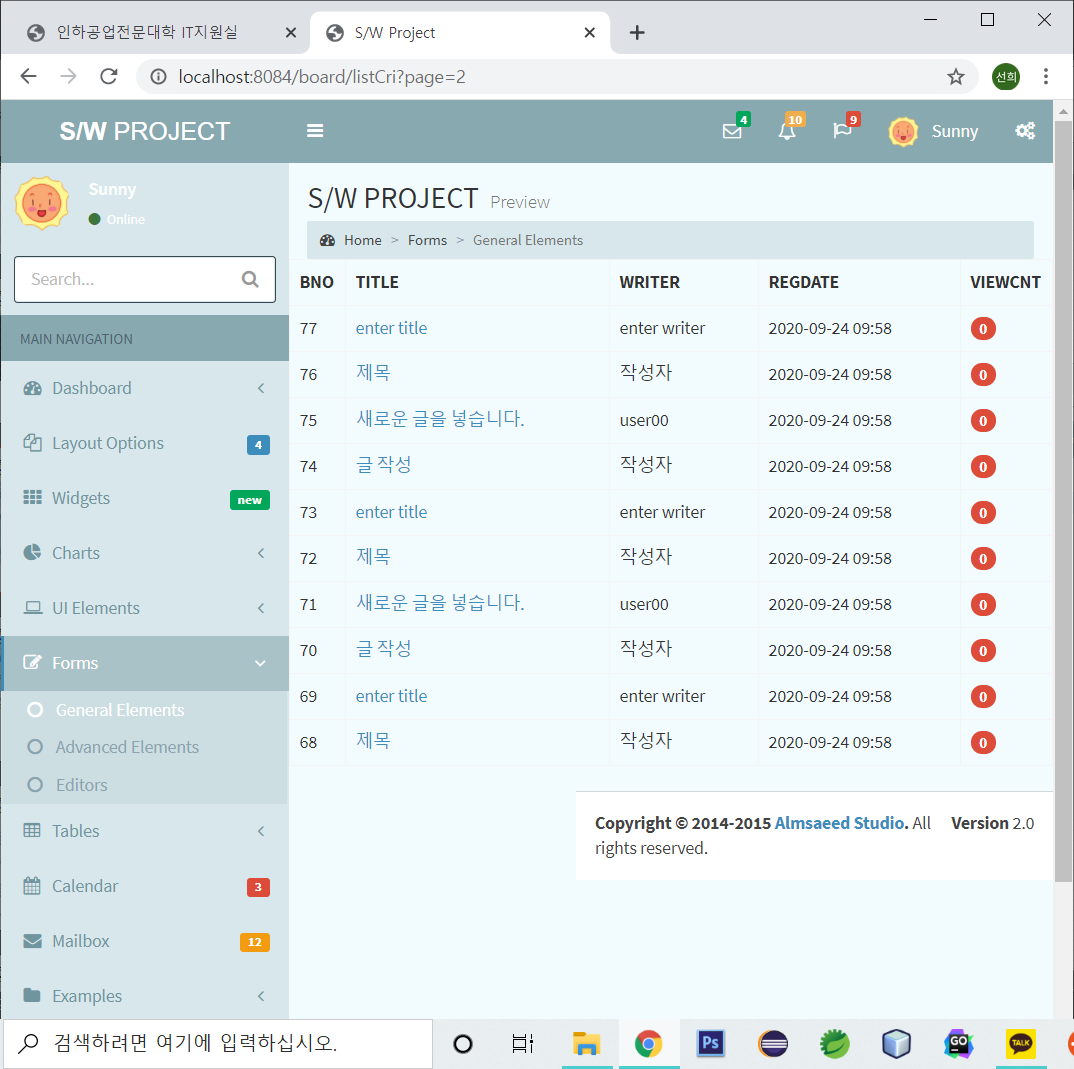 인하공업전문대학 IT지원실
S/W Project
localhost:8084/board/listCri?page=2
선희
S/W PROJECT
4
10
9
Sunny
Sunny
Online
Search...
MAIN NAVIGATION
Dashboard
Layout Options 4
Widgets new
Charts
UI Elements
Forms
General Elements
Advanced Elements
Editors
Tables
Calendar 3
Mailbox 12
Examples
S/W PROJECT Preview
Home > Forms > General Elements
BNO TITLE WRITER REGDATE VIEWCNT
77 enter title enter writer 2020-09-24 09:58 0
76 제목 작성자 2020-09-24 09:58 0
75 새로운 글을 넣습니다. user00 2020-09-24 09:58 0
74 글 작성 작성자 2020-09-24 09:58 0
73 enter title enter writer 2020-09-24 09:58 0
72 제목 작성자 2020-09-24 09:58 0
71 새로운 글을 넣습니다. user00 2020-09-24 09:58 0
70 글 작성 작성자 2020-09-24 09:58 0
69 enter title enter writer 2020-09-24 09:58 0
68 제목 작성자 2020-09-24 09:58 0
Copyright © 2014-2015 Almsaeed Studio. All Version 2.0
rights reserved.
검색하려면 여기에 입력하십시오.
Ps
GO
TALK